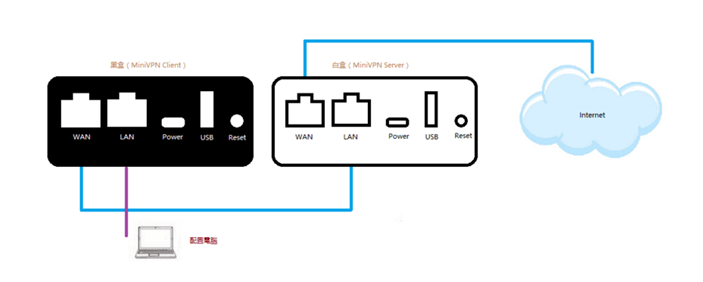 黑盒（MiniVPN Client）
白盒（MiniVPN Server）
WAN LAN Power USB Reset
WAN LAN Power USB Reset
Internet
配置電腦